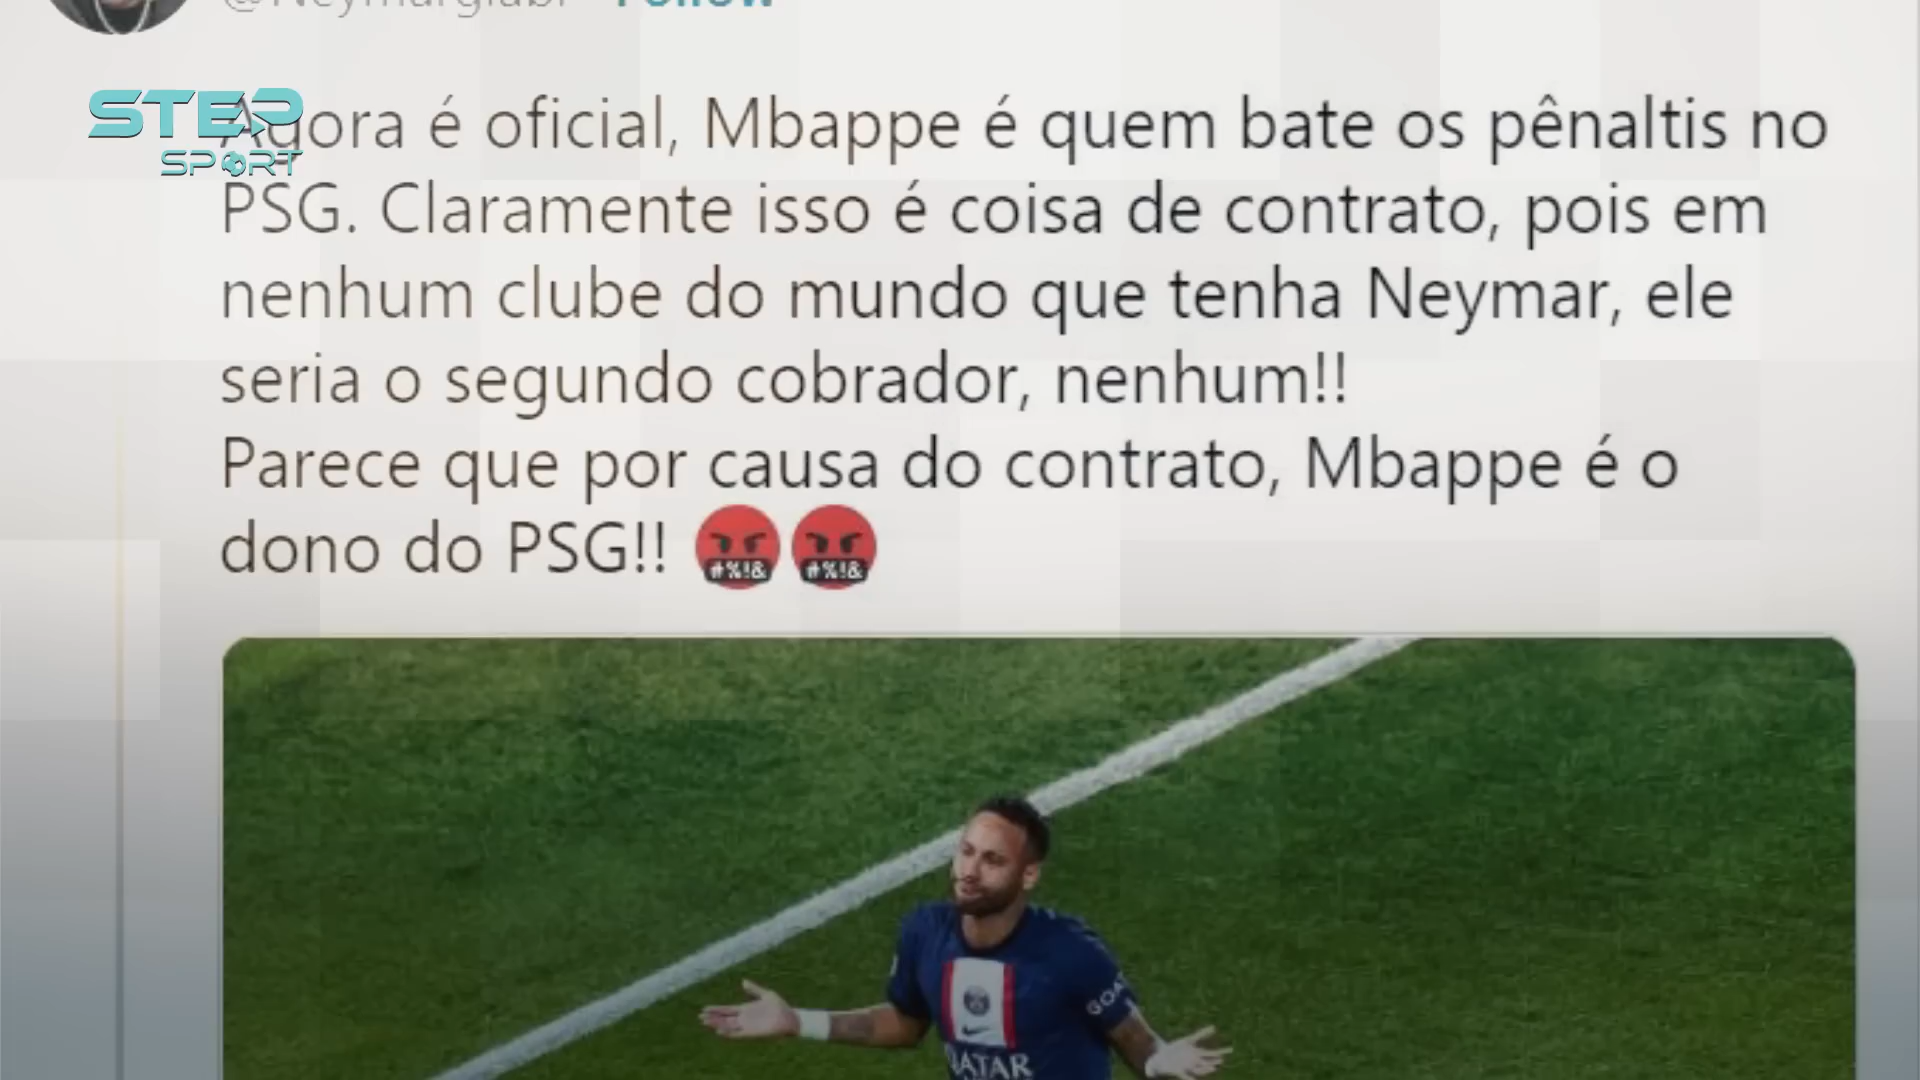 Follow
STEP
SPORT
Agora é oficial, Mbappe é quem bate os pênaltis no
PSG. Claramente isso é coisa de contrato, pois em
nenhum clube do mundo que tenha Neymar, ele
seria o segundo cobrador, nenhum!!
Parece que por causa do contrato, Mbappe é o
dono do PSG!!
#%!& #%!&
GOA
QATAR